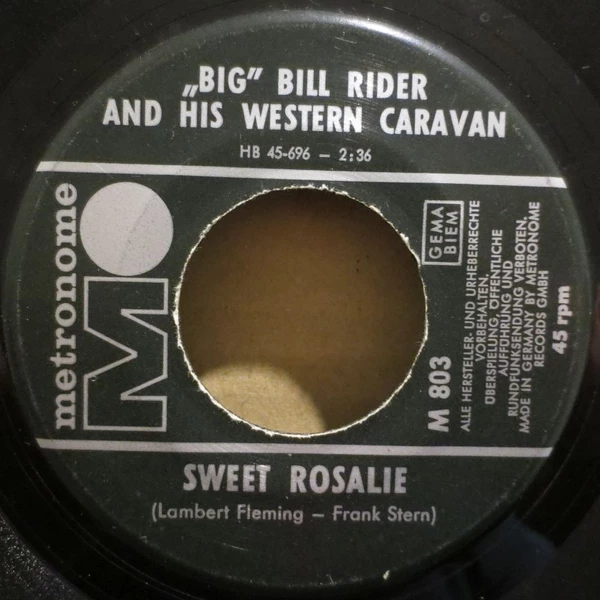 „BIG” BILL RIDER
AND HIS WESTERN CARAVAN
HB 45-696 – 2:36
metronome
M
GEMA
BIEM
M 803
ALLE HERSTELLER- UND URHEBERRECHTE
VORBEHALTEN.
ÜBERSPIELUNG, ÖFFENTLICHE
AUFFÜHRUNG UND
RUNDFUNKSENDUNG VERBOTEN.
MADE IN GERMANY BY METRONOME
RECORDS GMBH
45 rpm
SWEET ROSALIE
(Lambert Fleming – Frank Stern)